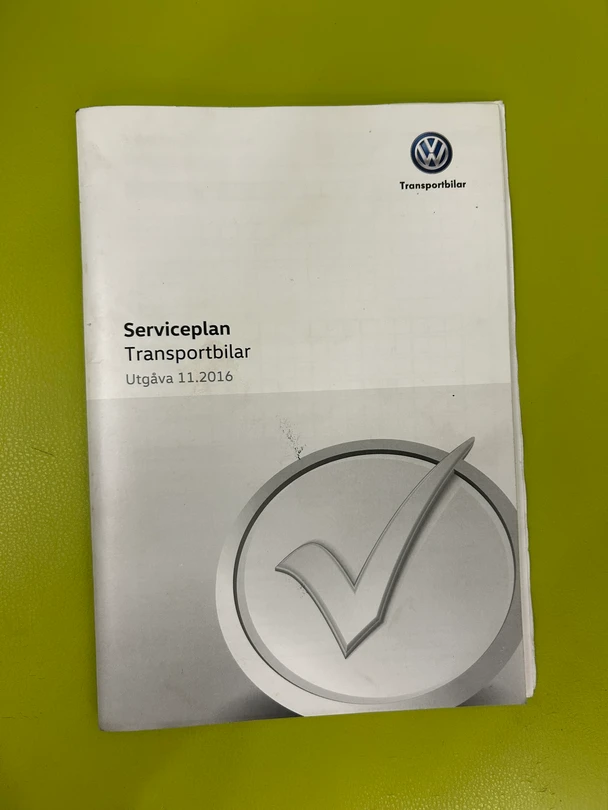 Transportbilar
Serviceplan
Transportbilar
Utgåva 11.2016